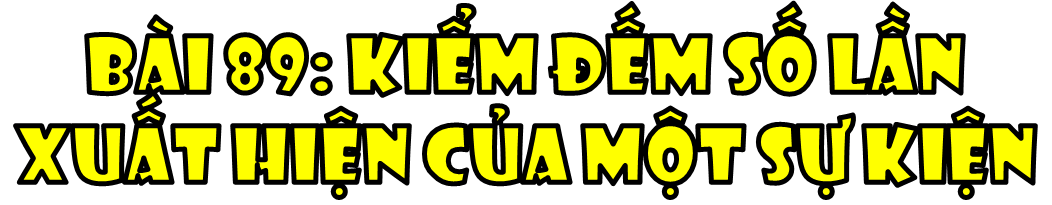 BÀI 89: KIỂM ĐẾM SỐ LẦN
XUẤT HIỆN CỦA MỘT SỰ KIỆN